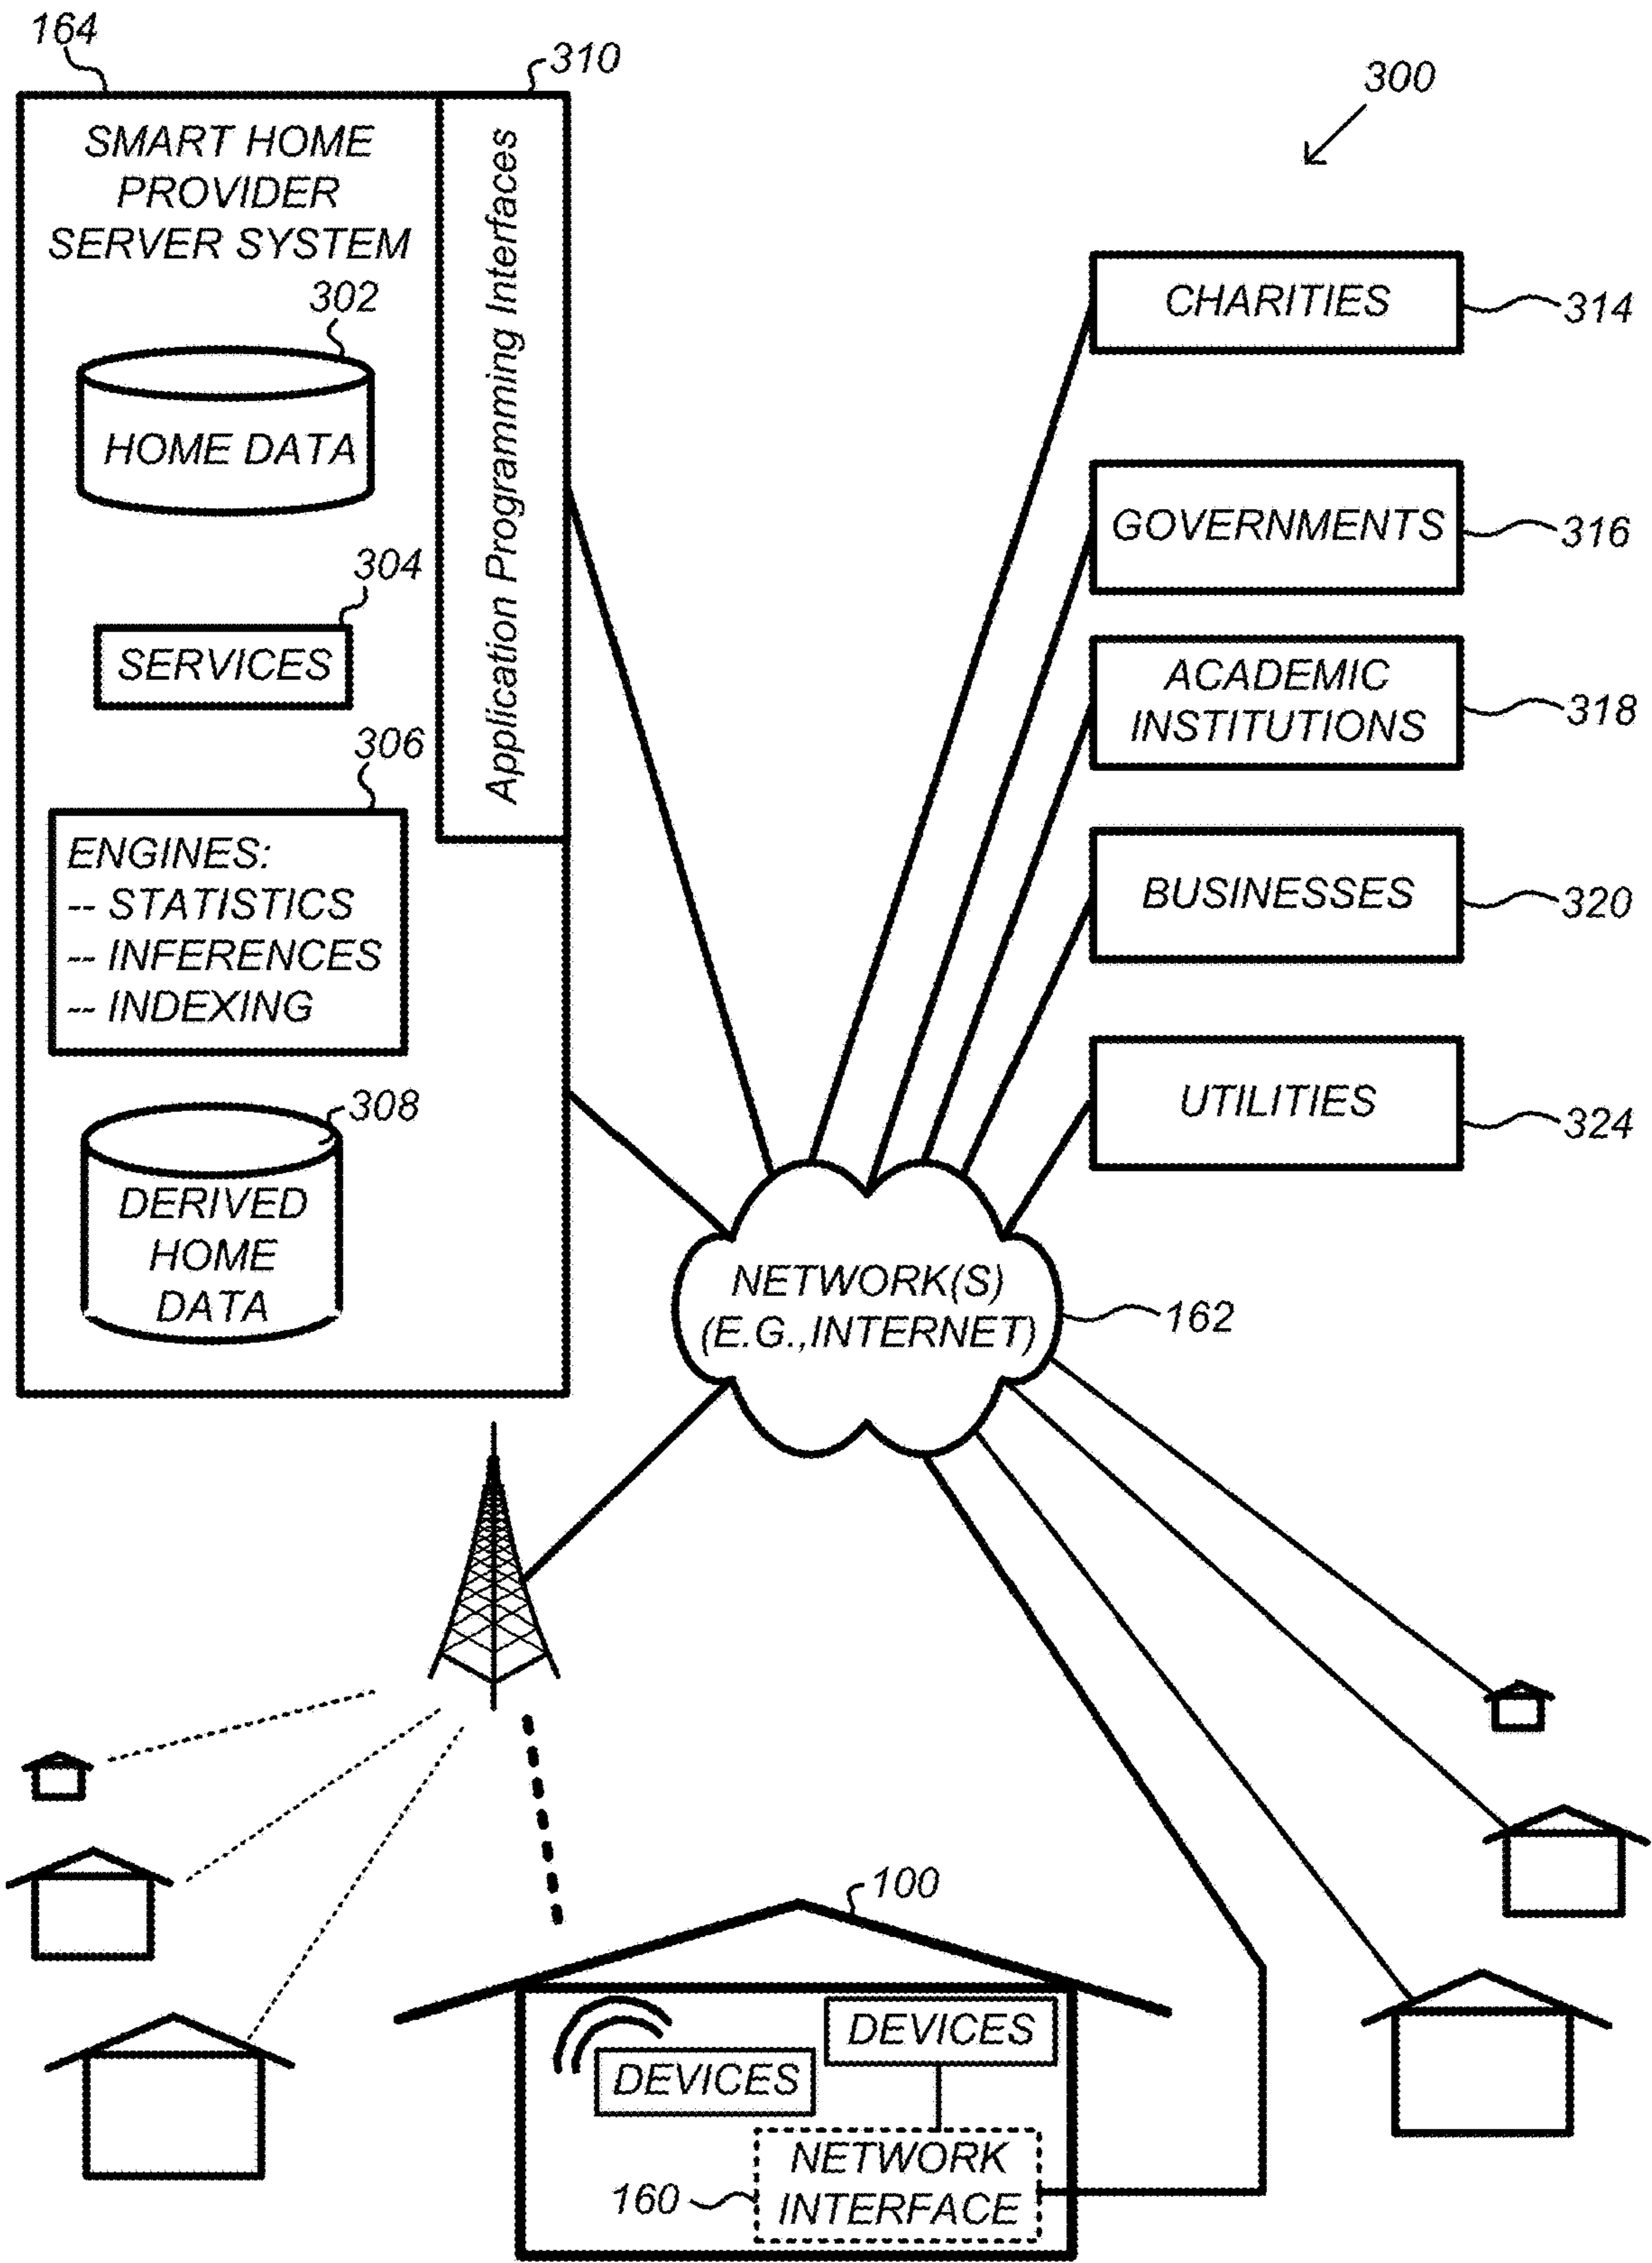 164
310
300
SMART HOME
PROVIDER
SERVER SYSTEM
Application Programming Interfaces
302
HOME DATA
304
SERVICES
306
ENGINES:
-- STATISTICS
-- INFERENCES
-- INDEXING
308
DERIVED
HOME
DATA
CHARITIES
314
GOVERNMENTS
316
ACADEMIC
INSTITUTIONS
318
BUSINESSES
320
UTILITIES
324
NETWORK(S)
(E.G.,INTERNET)
162
100
DEVICES
DEVICES
NETWORK
INTERFACE
160